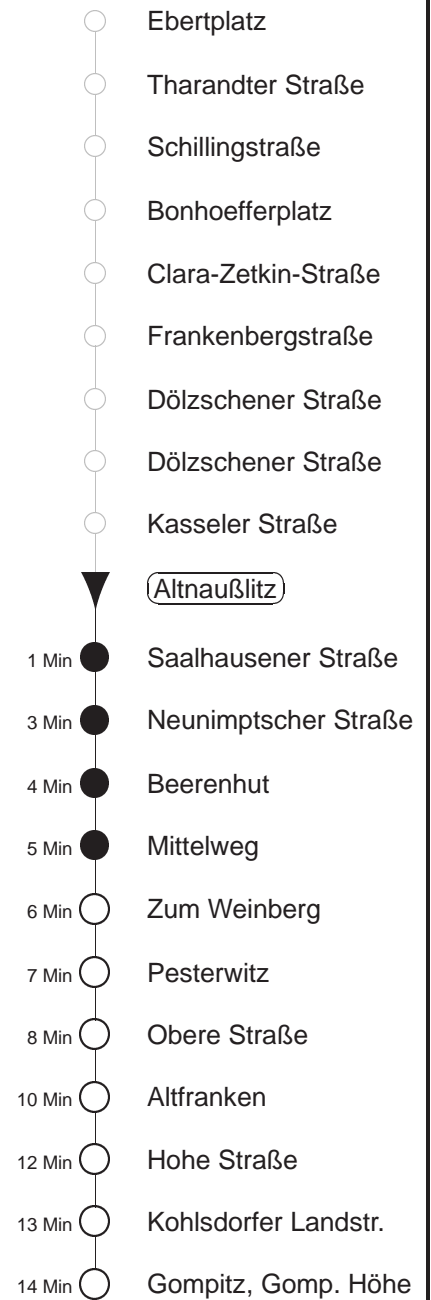 Ebertplatz
Tharandter Straße
Schillingstraße
Bonhoefferplatz
Clara-Zetkin-Straße
Frankenbergstraße
Dölzschener Straße
Dölzschener Straße
Kasseler Straße
Altnaußlitz
1 Min Saalhausener Straße
3 Min Neunimptscher Straße
4 Min Beerenhut
5 Min Mittelweg
6 Min Zum Weinberg
7 Min Pesterwitz
8 Min Obere Straße
10 Min Altfranken
12 Min Hohe Straße
13 Min Kohlsdorfer Landstr.
14 Min Gompitz, Gomp. Höhe